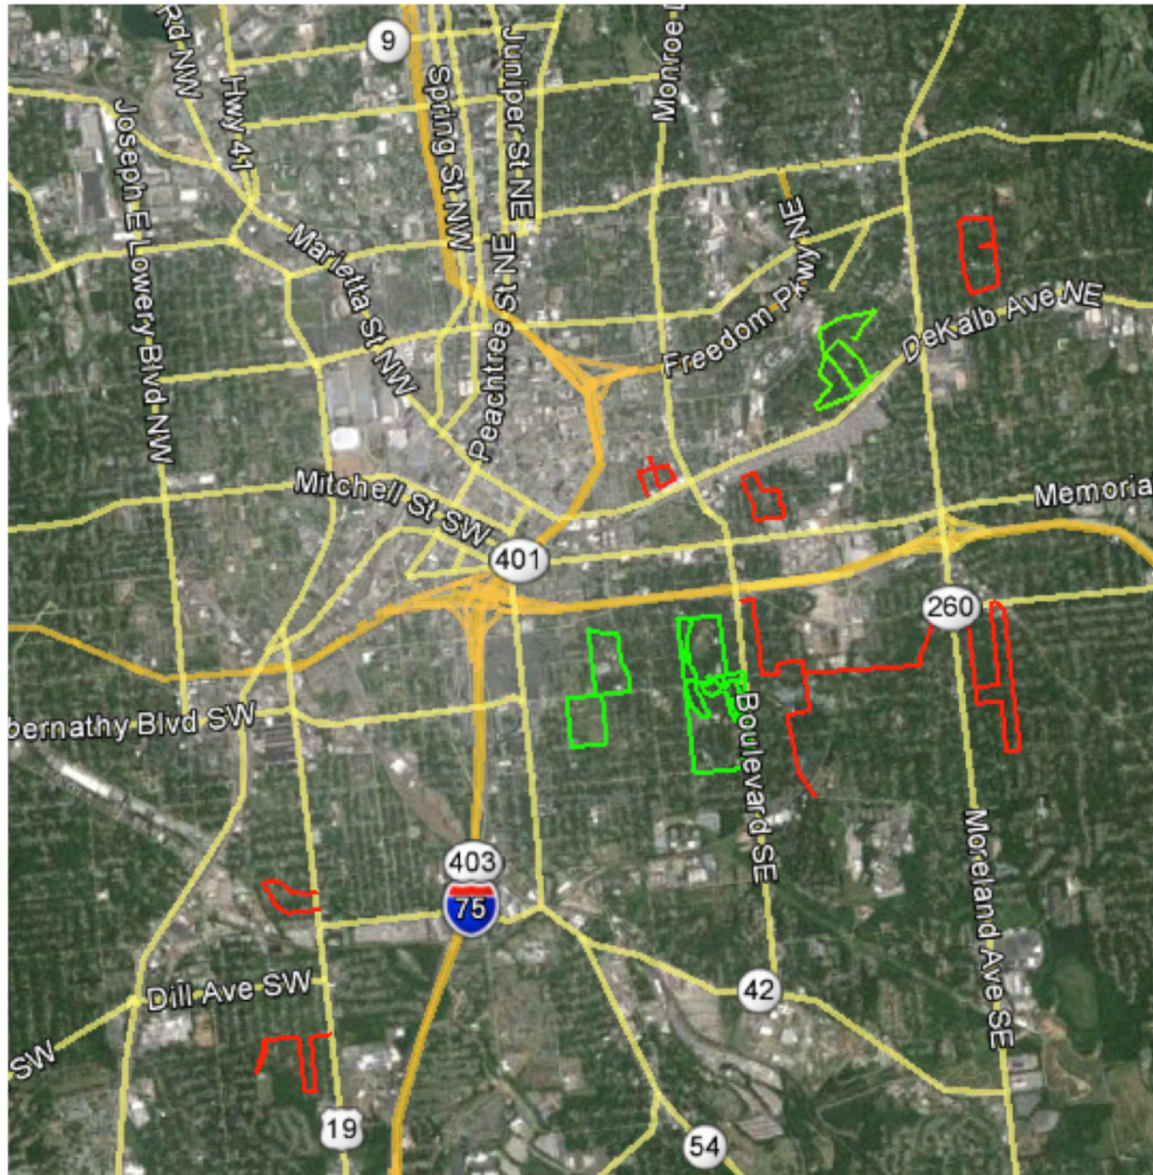 Rd NW
9
Hwy 41
Spring St NW
Juniper St NE
Monroe
Joseph E Lowery Blvd NW
Marietta St NW
Peachtree St NE
Freedom Pkwy NE
DeKalb Ave NE
Mitchell St SW
Memoria
401
260
bernathy Blvd SW
Boulevard SE
403
75
Moreland Ave SE
Dill Ave SW
42
SW
19
54